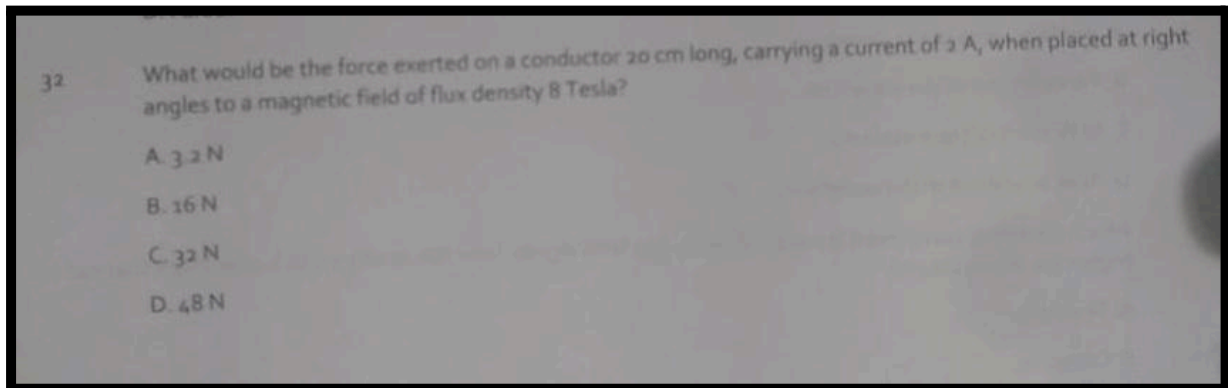 32 What would be the force exerted on a conductor 20 cm long, carrying a current of 2 A, when placed at right
angles to a magnetic field of flux density 8 Tesla?
A. 3.2 N
B. 16 N
C. 32 N
D. 48 N